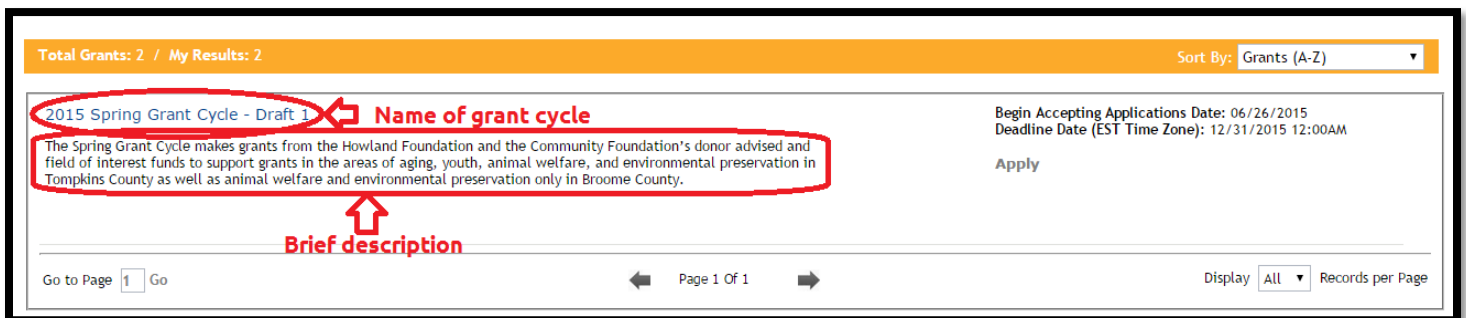 Total Grants: 2 / My Results: 2
Sort By: Grants (A-Z)
2015 Spring Grant Cycle - Draft 1
Name of grant cycle
Begin Accepting Applications Date: 06/26/2015
Deadline Date (EST Time Zone): 12/31/2015 12:00AM
The Spring Grant Cycle makes grants from the Howland Foundation and the Community Foundation's donor advised and
field of interest funds to support grants in the areas of aging, youth, animal welfare, and environmental preservation in
Tompkins County as well as animal welfare and environmental preservation only in Broome County.
Apply
Brief description
Go to Page 1 Go
Page 1 Of 1
Display All Records per Page